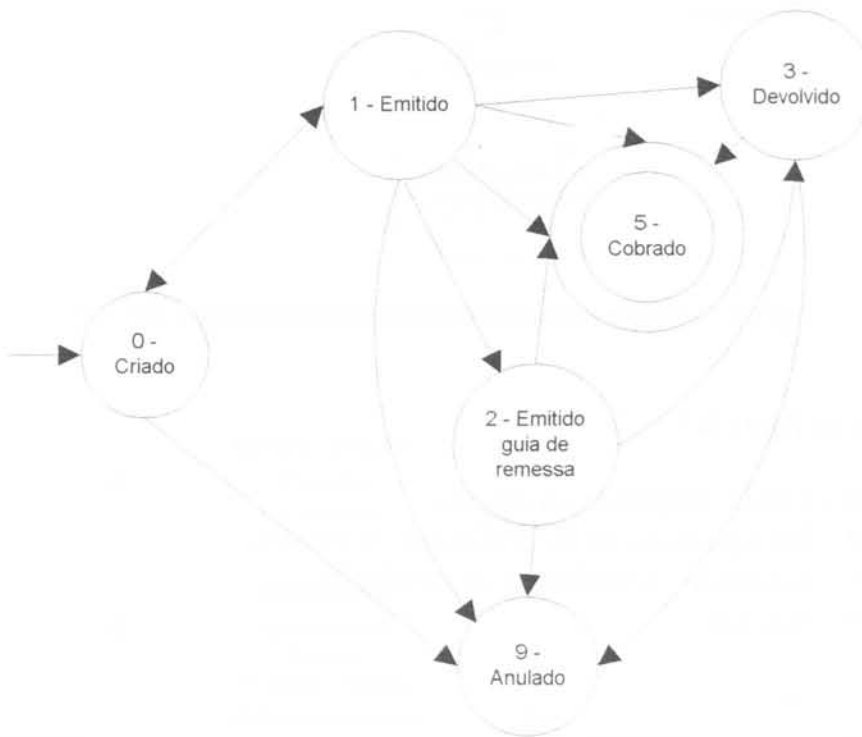 3 -
Devolvido
1 - Emitido
5 -
Cobrado
0 -
Criado
2 - Emitido
guia de
remessa
9 -
Anulado